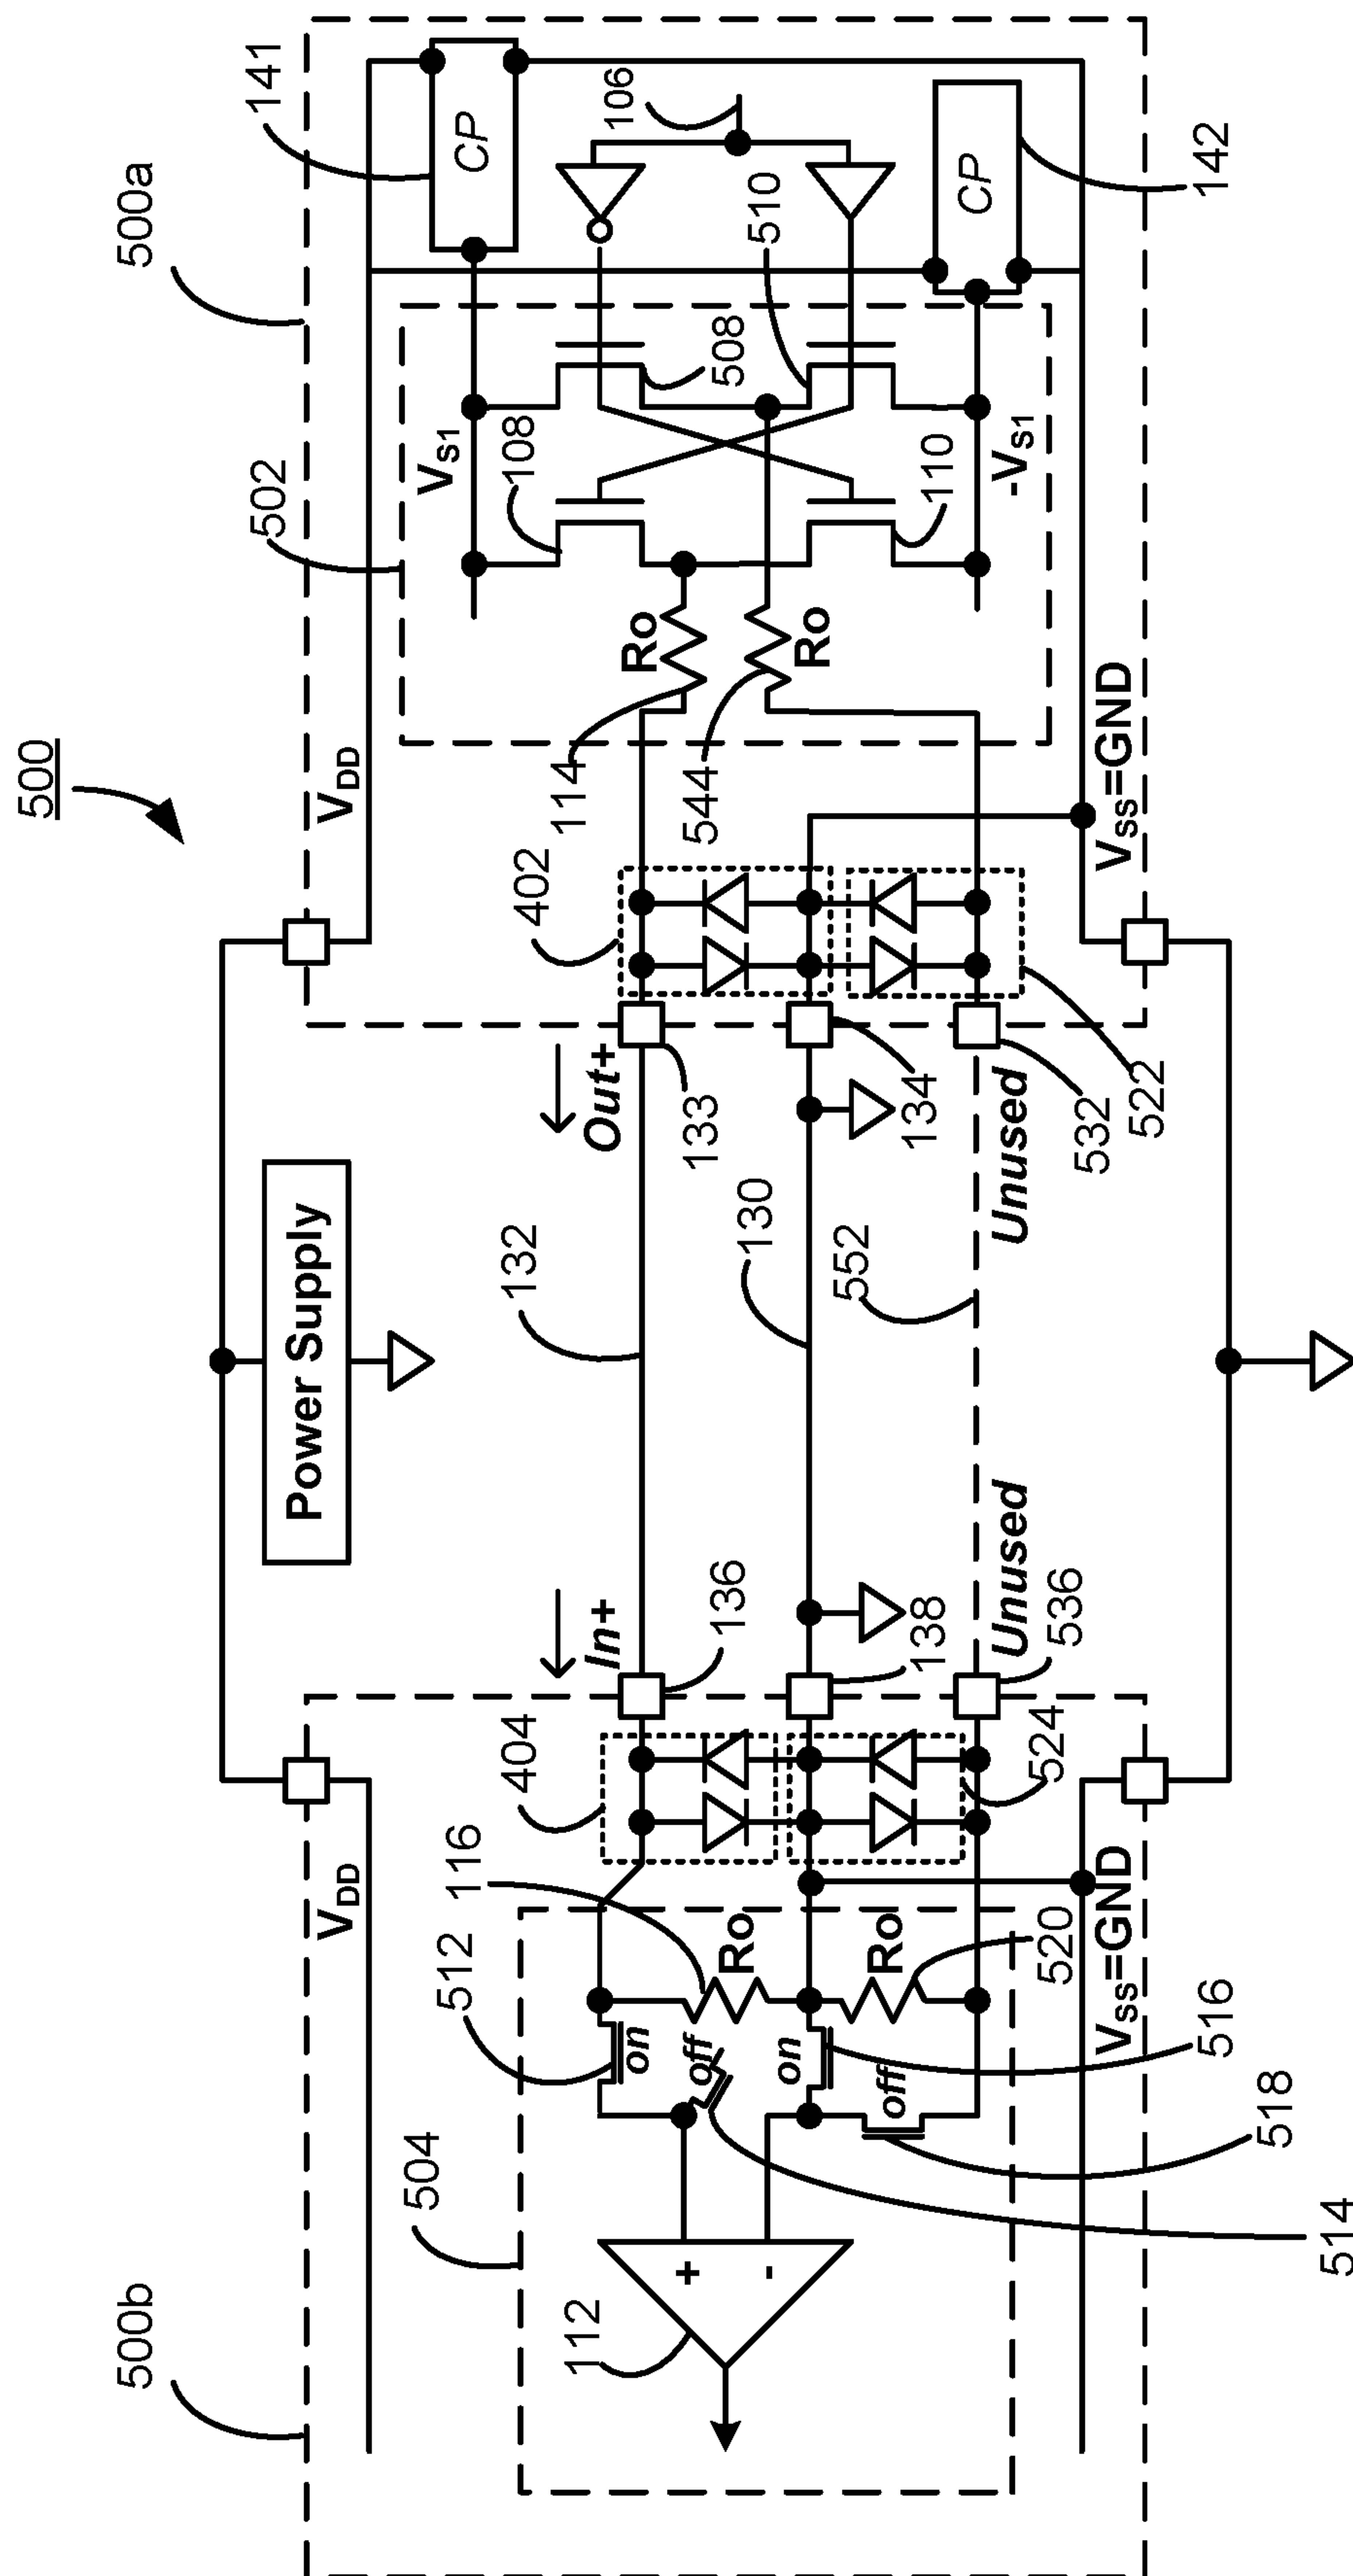 500
500a
141
CP
502
V_DD
V_S1
106
108
508
510
CP
142
110
-V_S1
Ro
Ro
114
544
V_SS=GND
402
Out+
133
134
532
522
Unused
Power Supply
132
130
552
In+
136
138
Unused
536
404
524
500b
V_DD
116
512
Ro
Ro
520
V_SS=GND
on
off
on
off
516
518
514
504
+
-
112